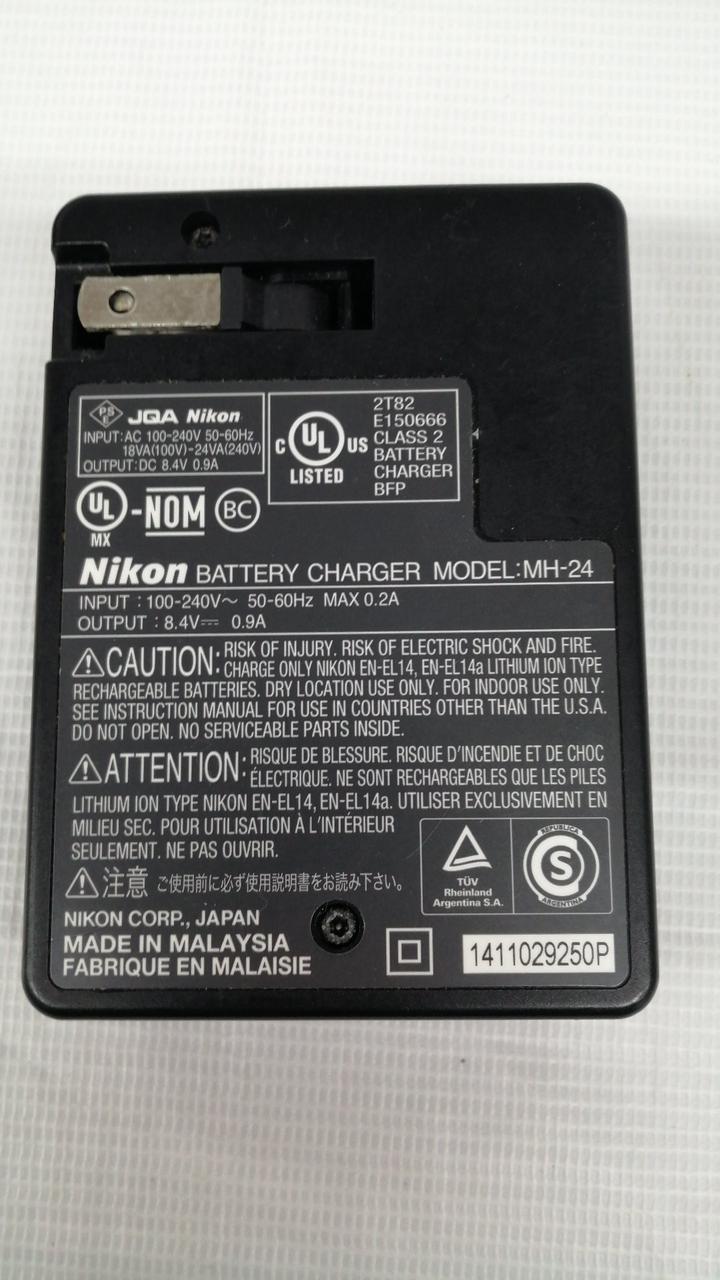 PS
E
JQA Nikon
INPUT:AC 100-240V 50-60Hz
18VA(100V)-24VA(240V)
OUTPUT:DC 8.4V 0.9A
C UL US
LISTED
2T82
E150666
CLASS 2
BATTERY
CHARGER
BFP
UL -NOM BC
MX
Nikon BATTERY CHARGER MODEL:MH-24
INPUT : 100-240V~ 50-60Hz MAX 0.2A
OUTPUT : 8.4V⎓ 0.9A
⚠CAUTION: RISK OF INJURY. RISK OF ELECTRIC SHOCK AND FIRE.
CHARGE ONLY NIKON EN-EL14, EN-EL14a LITHIUM ION TYPE
RECHARGEABLE BATTERIES. DRY LOCATION USE ONLY. FOR INDOOR USE ONLY.
SEE INSTRUCTION MANUAL FOR USE IN COUNTRIES OTHER THAN THE U.S.A.
DO NOT OPEN. NO SERVICEABLE PARTS INSIDE.
⚠ATTENTION: RISQUE DE BLESSURE. RISQUE D'INCENDIE ET DE CHOC
ÉLECTRIQUE. NE SONT RECHARGEABLES QUE LES PILES
LITHIUM ION TYPE NIKON EN-EL14, EN-EL14a. UTILISER EXCLUSIVEMENT EN
MILIEU SEC. POUR UTILISATION À L'INTÉRIEUR
SEULEMENT. NE PAS OUVRIR.
⚠注意 ご使用前に必ず使用説明書をお読み下さい。
TÜV
Rheinland
Argentina S.A.
REPUBLICA
S
ARGENTINA
NIKON CORP., JAPAN
MADE IN MALAYSIA
FABRIQUE EN MALAISIE
1411029250P